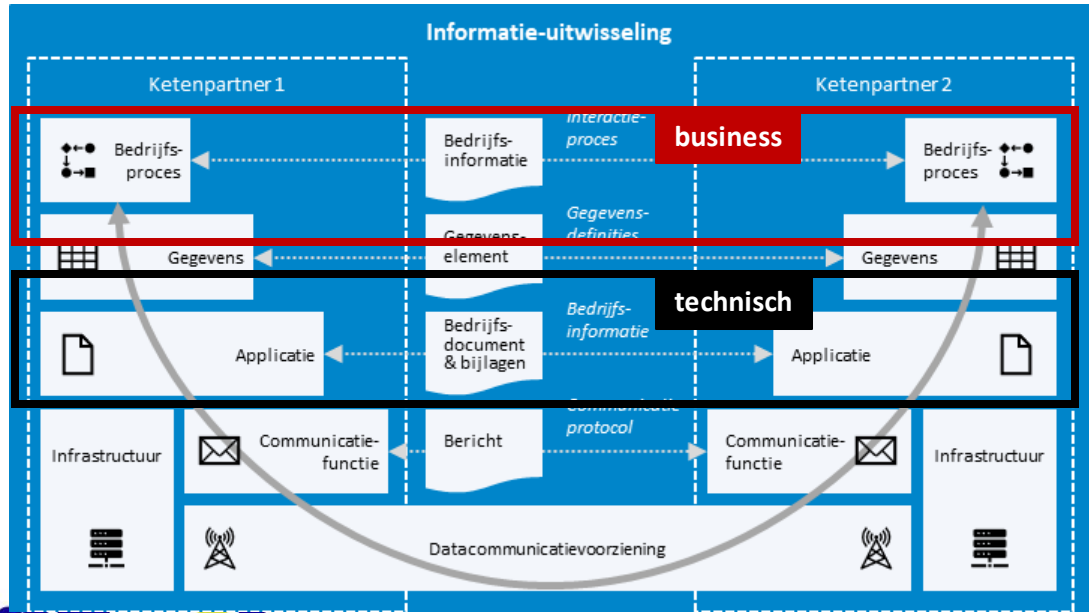 Informatie-uitwisseling
Ketenpartner 1
Ketenpartner 2
Interactie-
proces
business
Bedrijfs-
proces
Bedrijfs-
informatie
Bedrijfs-
proces
Gegevens-
definities
Gegevens
Gegevens-
element
Gegevens
technisch
Bedrijfs-
informatie
Applicatie
Bedrijfs-
document
& bijlagen
Applicatie
Communicatie
protocol
Infrastructuur
Communicatie-
functie
Bericht
Communicatie-
functie
Infrastructuur
Datacommunicatievoorziening